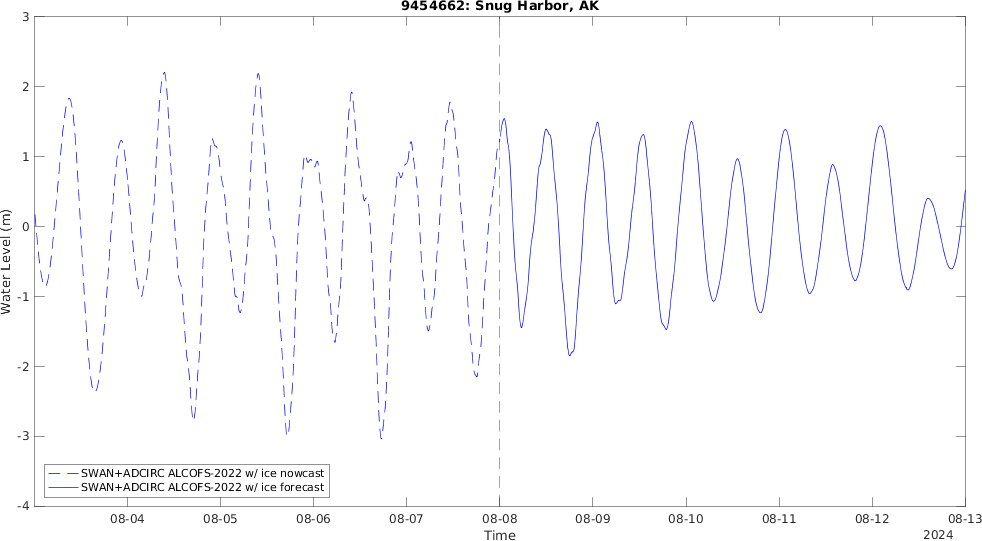 9454662: Snug Harbor, AK
3
2
1
0
-1
-2
-3
-4
Water Level (m)
SWAN+ADCIRC ALCOFS-2022 w/ ice nowcast
SWAN+ADCIRC ALCOFS-2022 w/ ice forecast
08-04 08-05 08-06 08-07 08-08 08-09 08-10 08-11 08-12 08-13
Time
2024